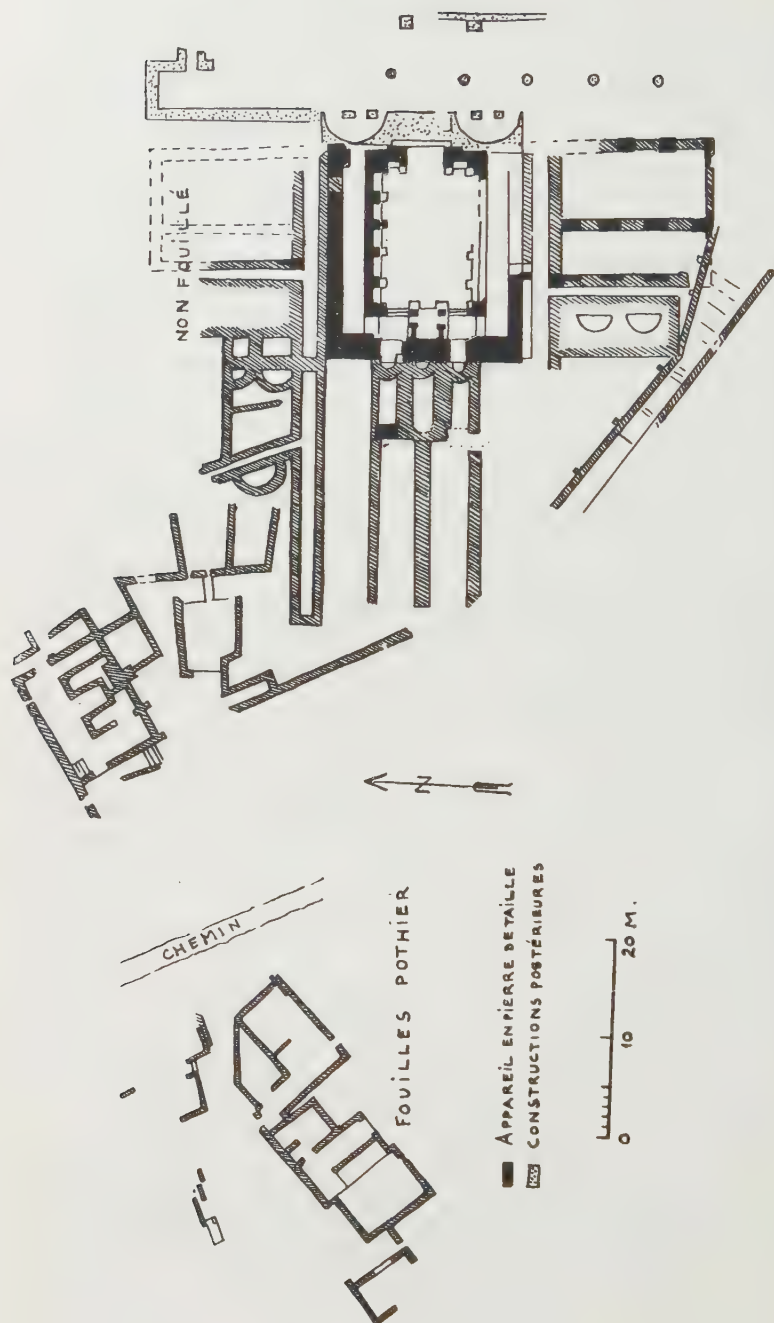 NON FOUILLÉ
N
CHEMIN
FOUILLES POTHIER
APPAREIL EN PIERRE DE TAILLE
CONSTRUCTIONS POSTÉRIEURES
0 10 20 M.